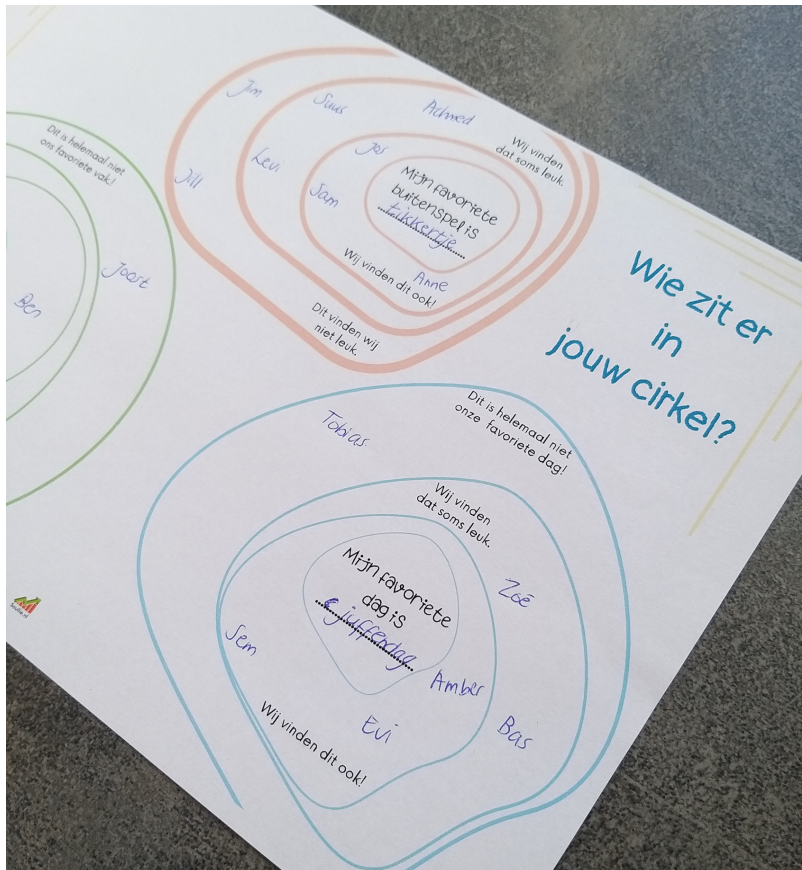 Wie zit er
in
jouw cirkel?
Dit is helemaal niet
ons favoriete vak!
Joost
Ben
Jim
Suus
Achmed
Wij vinden
dat soms leuk.
Jill
Levi
Jos
Sam
Mijn favoriete
buitenspel is
tikkertje
Anne
Wij vinden dit ook!
Dit vinden wij
niet leuk.
Dit is helemaal niet
onze favoriete dag!
Tobias
Wij vinden
dat soms leuk.
Zoë
Mijn favoriete
dag is
juffendag
Sem
Amber
Evi
Bas
Wij vinden dit ook!